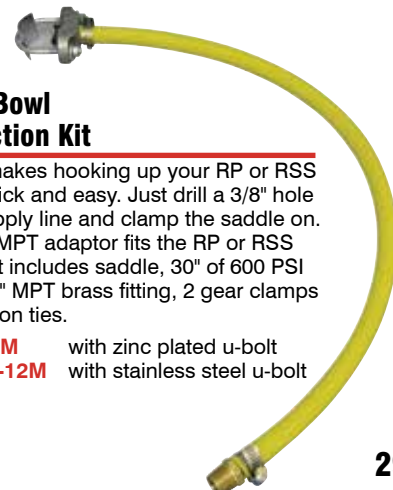 Bowl
ction Kit
makes hooking up your RP or RSS
ick and easy. Just drill a 3/8" hole
pply line and clamp the saddle on.
MPT adaptor fits the RP or RSS
t includes saddle, 30" of 600 PSI
" MPT brass fitting, 2 gear clamps
on ties.
M with zinc plated u-bolt
-12M with stainless steel u-bolt